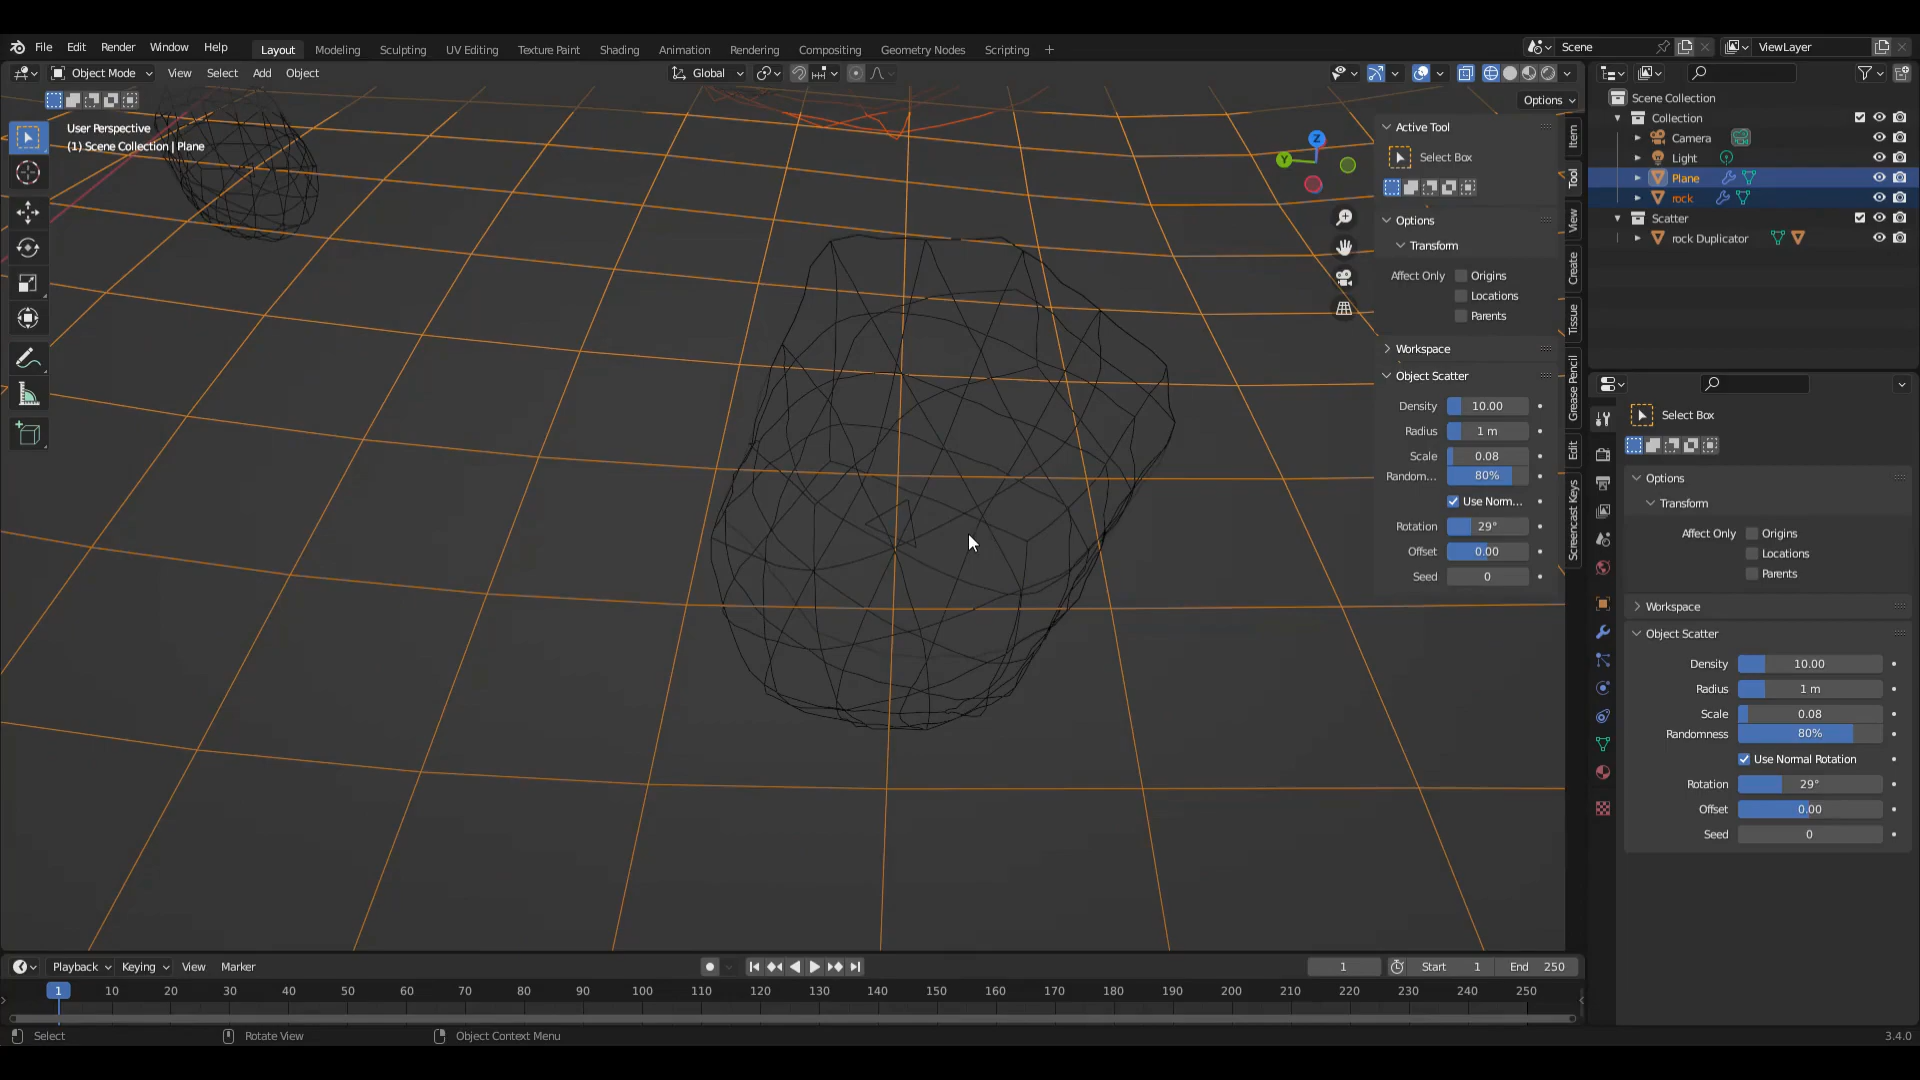 File Edit Render Window Help Layout Modeling Sculpting UV Editing Texture Paint Shading Animation Rendering Compositing Geometry Nodes Scripting + Scene ViewLayer
Object Mode View Select Add Object Global
Options
User Perspective
(1) Scene Collection | Plane
Z
Y
Active Tool
Select Box
Options
Transform
Affect Only Origins
Locations
Parents
Workspace
Object Scatter
Density 10.00
Radius 1 m
Scale 0.08
Random... 80%
Use Norm...
Rotation 29°
Offset 0.00
Seed 0
Item
Tool
View
Create
Tissue
Grease Pencil
Edit
Screencast Keys
Scene Collection
Collection
Camera
Light
Plane
rock
Scatter
rock Duplicator
Select Box
Options
Transform
Affect Only Origins
Locations
Parents
Workspace
Object Scatter
Density 10.00
Radius 1 m
Scale 0.08
Randomness 80%
Use Normal Rotation
Rotation 29°
Offset 0.00
Seed 0
Playback Keying View Marker 1 Start 1 End 250
1 10 20 30 40 50 60 70 80 90 100 110 120 130 140 150 160 170 180 190 200 210 220 230 240 250
Select Rotate View Object Context Menu 3.4.0